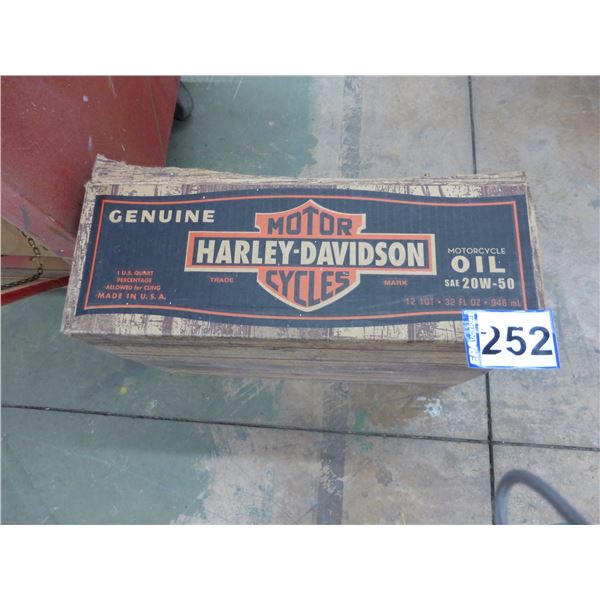 GENUINE
MOTOR
HARLEY-DAVIDSON
CYCLES
TRADE MARK
1 U.S. QUART
PERCENTAGE
ALLOWED for CLING
MADE IN U.S.A.
MOTORCYCLE
OIL
SAE 20W-50
12 1QT • 32 FL OZ • 946 mL
252